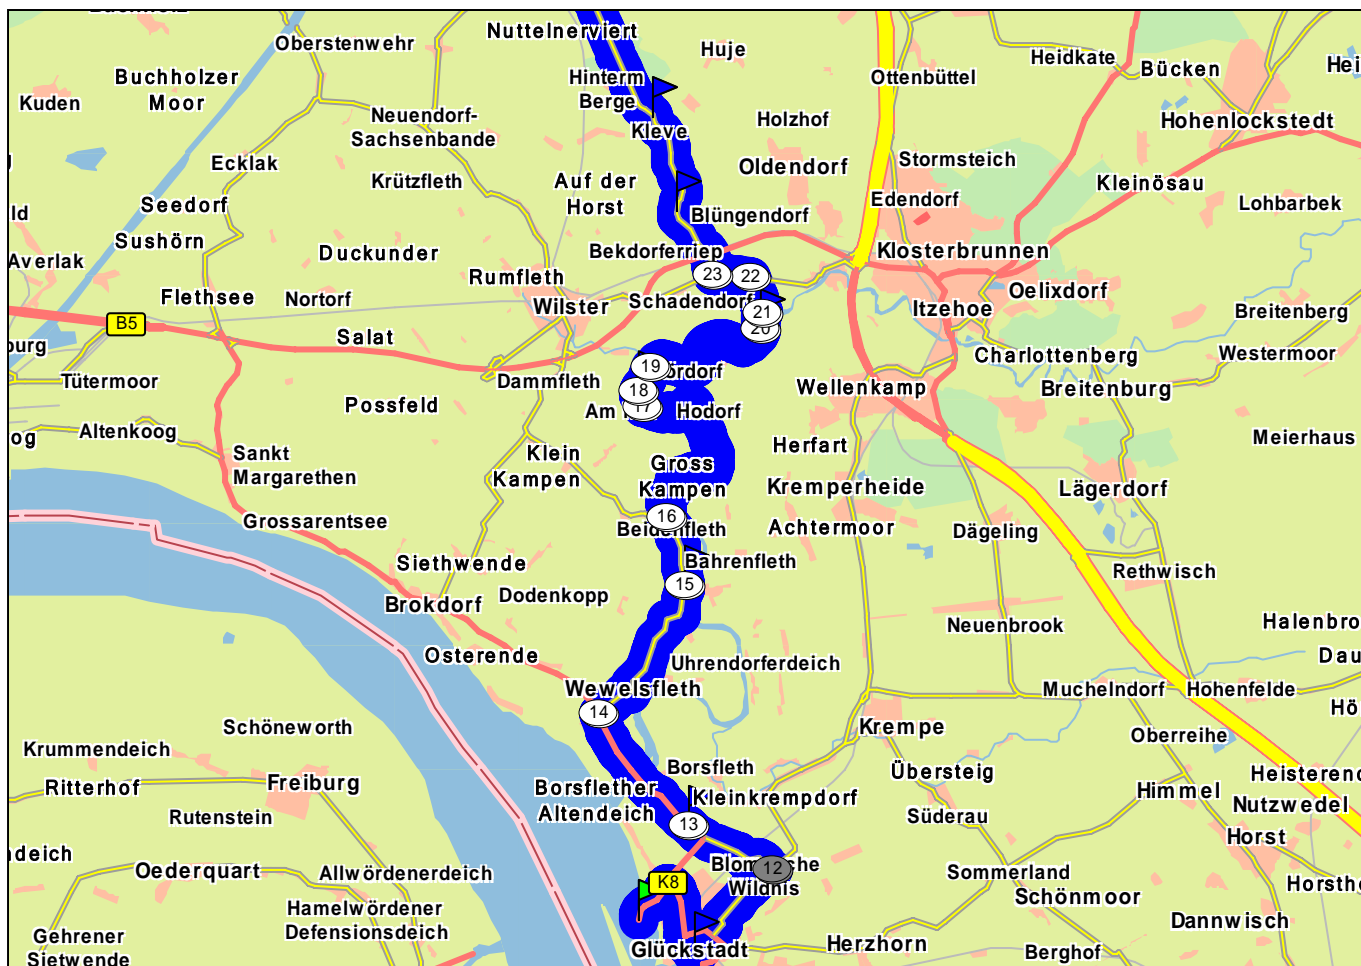 Nuttelnerviert
Oberstenwehr
Huje
Heidkate
Bücken
Buchholzer
Moor
Hinterm
Berge
Ottenbüttel
Kuden
Neuendorf-
Sachsenbande
Kleve
Holzhof
Hohenlockstedt
Ecklak
Krützfleth
Auf der
Horst
Oldendorf
Stormsteich
Kleinösau
Edendorf
Seedorf
Blüngendorf
Lohbarbek
Sushörn
Duckunder
Bekdorferriep
Klosterbrunnen
Averlak
Rumfleth
23
22
Flethsee
Nortorf
Wilster
Schadendorf
Oelixdorf
Itzehoe
21
20
Breitenberg
B5
Salat
Westermoor
Charlottenberg
19
Tütermoor
Dammfleth
Wellenkamp
Breitenburg
18
17
Possfeld
Am
Hodorf
Altenkoog
Herfart
Meierhaus
Sankt
Margarethen
Klein
Kampen
Gross
Kampen
Kremperheide
Lägerdorf
16
Grossarentsee
Beidenfleth
Achtermoor
Dägeling
Siethwende
Bahrenfleth
Rethwisch
15
Brokdorf
Dodenkopp
Neuenbrook
Osterende
Uhrendorferdeich
Wewelsfleth
Muchelndorf
Hohenfelde
14
Schöneworth
Krempe
Krummendeich
Oberreihe
Ritterhof
Freiburg
Borsflether
Altendeich
Borsfleth
Übersteig
Kleinkrempdorf
Himmel
Nutzwedel
Rutenstein
13
Süderau
Horst
Oederquart
Allwördenerdeich
K8
12
Wildnis
Sommerland
Schönmoor
Hamelwördener
Defensionsdeich
Dannwisch
Gehrener
Sietwende
Glückstadt
Herzhorn
Berghof